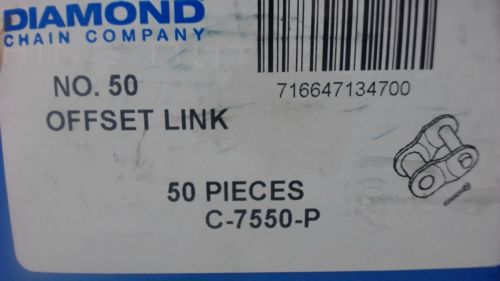 DIAMOND
CHAIN COMPANY
NO. 50
716647134700
OFFSET LINK
50 PIECES
C-7550-P